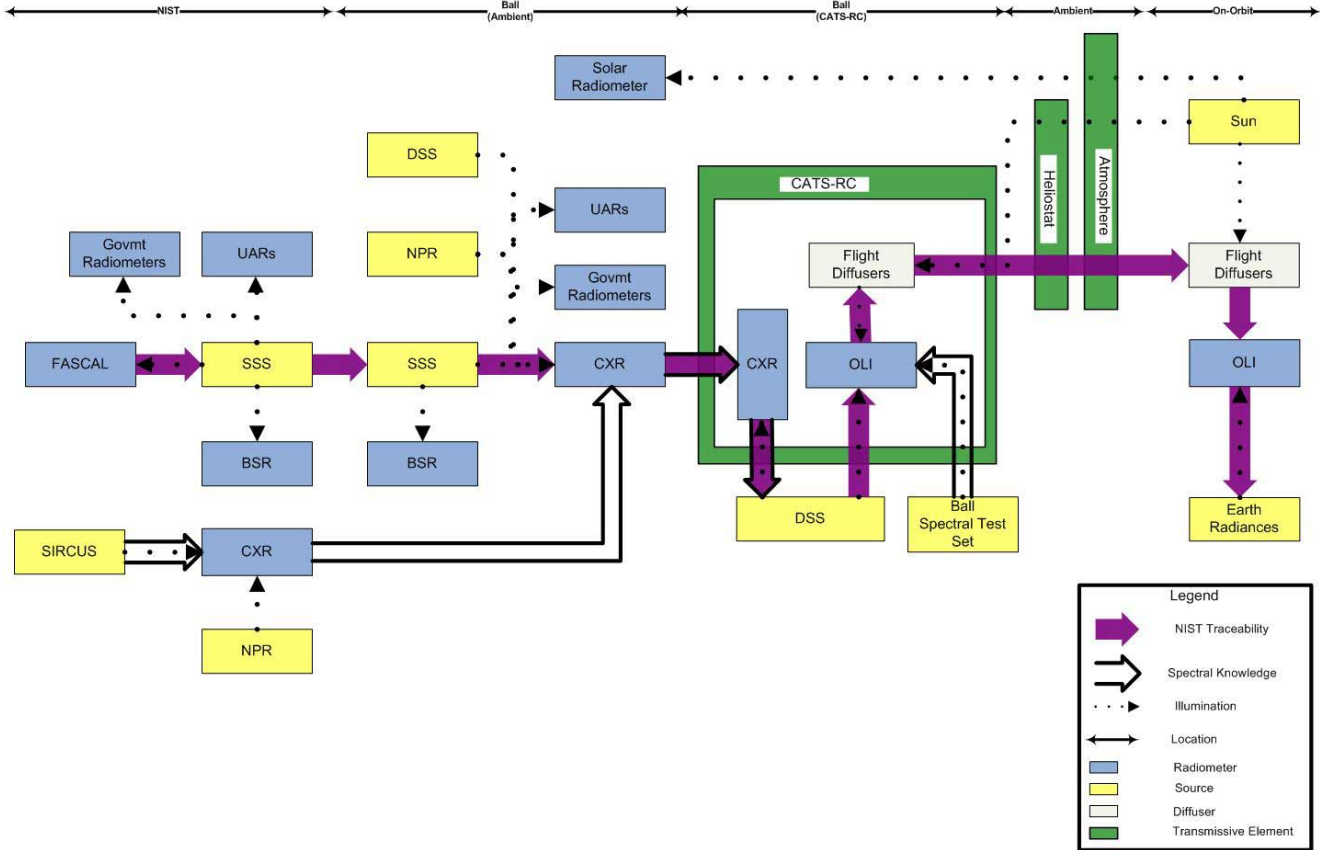 NIST
Ball
(Ambient)
Ball
(CATS-RC)
Ambient
On-Orbit
Solar
Radiometer
Sun
DSS
CATS-RC
Heliostat
Atmosphere
UARs
Govmt
Radiometers
UARs
NPR
Flight
Diffusers
Flight
Diffusers
Govmt
Radiometers
FASCAL
SSS
SSS
CXR
CXR
OLI
OLI
BSR
BSR
DSS
Ball
Spectral Test
Set
Earth
Radiances
SIRCUS
CXR
NPR
Legend
NIST Traceability
Spectral Knowledge
Illumination
Location
Radiometer
Source
Diffuser
Transmissive Element